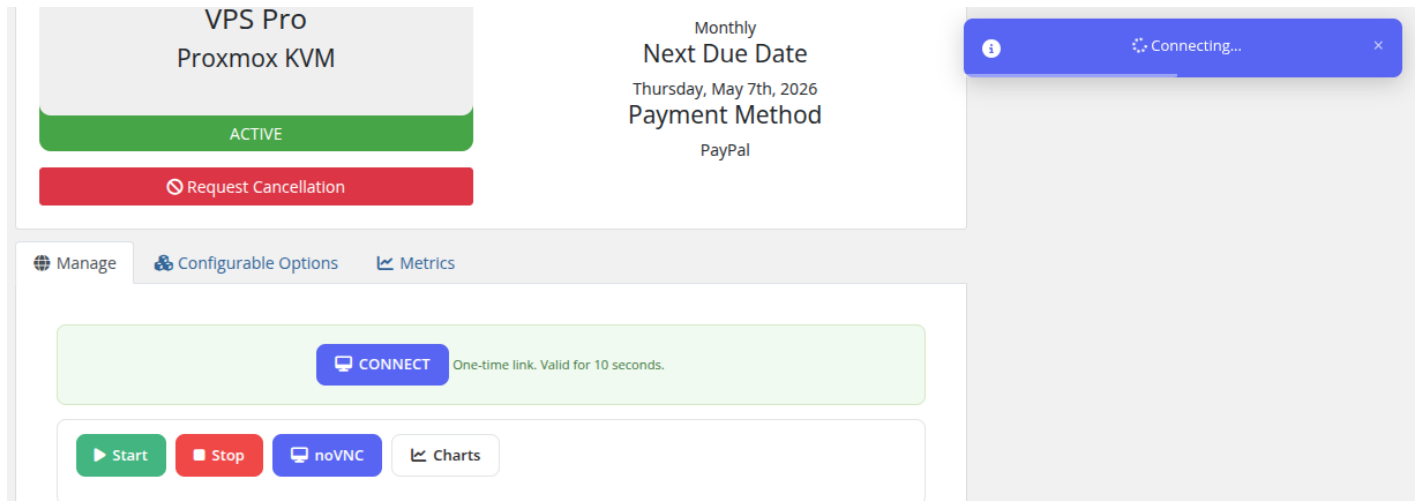 VPS Pro
Proxmox KVM
ACTIVE
Request Cancellation
Monthly
Next Due Date
Thursday, May 7th, 2026
Payment Method
PayPal
Connecting...
Manage
Configurable Options
Metrics
CONNECT One-time link. Valid for 10 seconds.
Start
Stop
noVNC
Charts